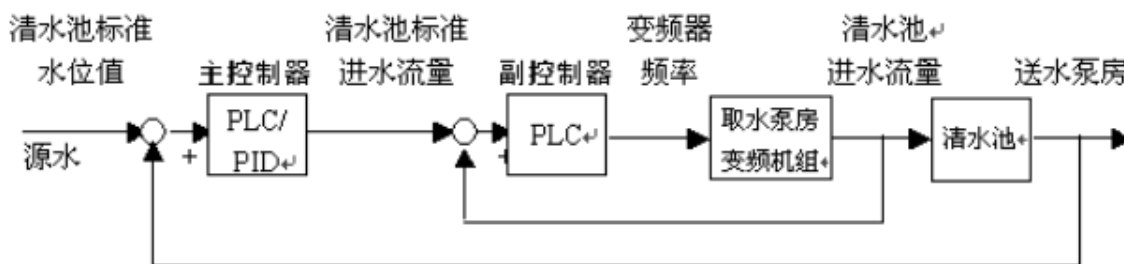 清水池标准
水位值
源水
+
主控制器
PLC/
PID↵
清水池标准
进水流量
+
副控制器
PLC↵
变频器
频率
取水泵房
变频机组↵
清水池↵
进水流量
清水池↵
送水泵房